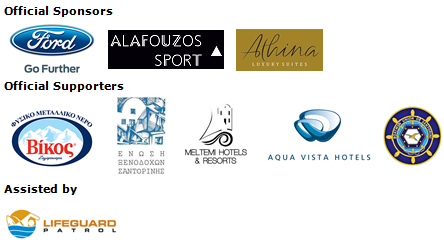 Official Sponsors
Ford
Go Further
ALAFOUZOS
SPORT
Athina
LUXURY SUITES
Official Supporters
ΦΥΣΙΚΟ ΜΕΤΑΛΛΙΚΟ ΝΕΡΟ
Βίκος
ΕΝΩΣΗ
ΞΕΝΟΔΟΧΩΝ
ΣΑΝΤΟΡΙΝΗΣ
MELTEMI HOTELS
& RESORTS
AQUA VISTA HOTELS
Assisted by
LIFEGUARD
PATROL